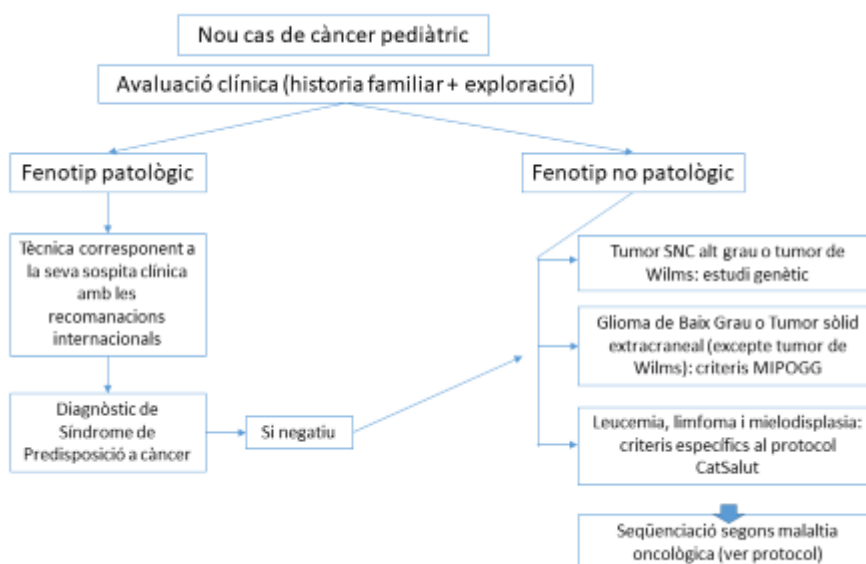 Nou cas de càncer pediàtric
Avaluació clínica (historia familiar + exploració)
Fenotip patològic
Fenotip no patològic
Tècnica corresponent a
la seva sospita clínica
amb les
recomanacions
internacionals
Diagnòstic de
Síndrome de
Predisposició a càncer
Si negatiu
Tumor SNC alt grau o tumor de
Wilms: estudi genètic
Glioma de Baix Grau o Tumor sòlid
extracraneal (excepte tumor de
Wilms): criteris MIPOGG
Leucemia, limfoma i mielodisplasia:
criteris específics al protocol
CatSalut
Seqüenciació segons malaltia
oncològica (ver protocol)